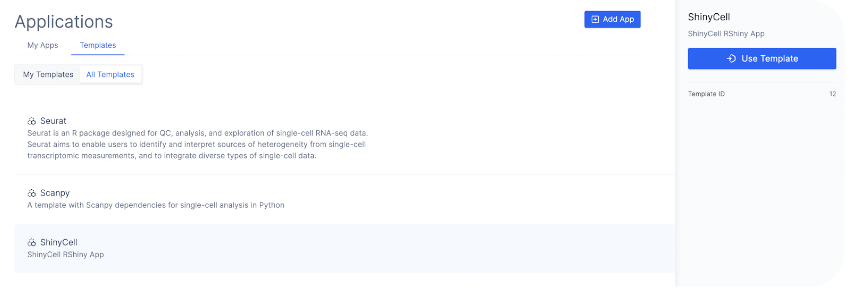 Applications
Add App
My Apps
Templates
My Templates
All Templates
Seurat
Seurat is an R package designed for QC, analysis, and exploration of single-cell RNA-seq data.
Seurat aims to enable users to identify and interpret sources of heterogeneity from single-cell
transcriptomic measurements, and to integrate diverse types of single-cell data.
Scanpy
A template with Scanpy dependencies for single-cell analysis in Python
ShinyCell
ShinyCell RShiny App
ShinyCell
ShinyCell RShiny App
Use Template
Template ID 12